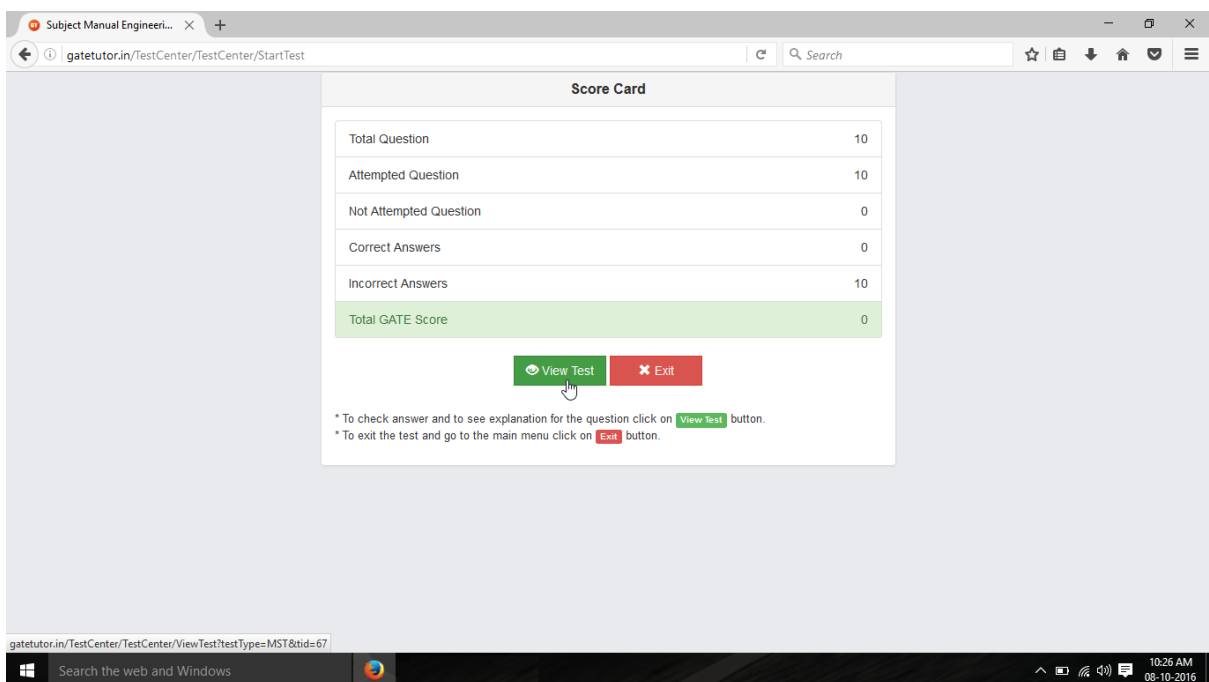 Subject Manual Engineeri...
gatetutor.in/TestCenter/TestCenter/StartTest
Search
Score Card
Total Question 10
Attempted Question 10
Not Attempted Question 0
Correct Answers 0
Incorrect Answers 10
Total GATE Score 0
View Test Exit
* To check answer and to see explanation for the question click on View Test button.
* To exit the test and go to the main menu click on Exit button.
gatetutor.in/TestCenter/TestCenter/ViewTest?testType=MST&tid=67
Search the web and Windows
10:26 AM
08-10-2016